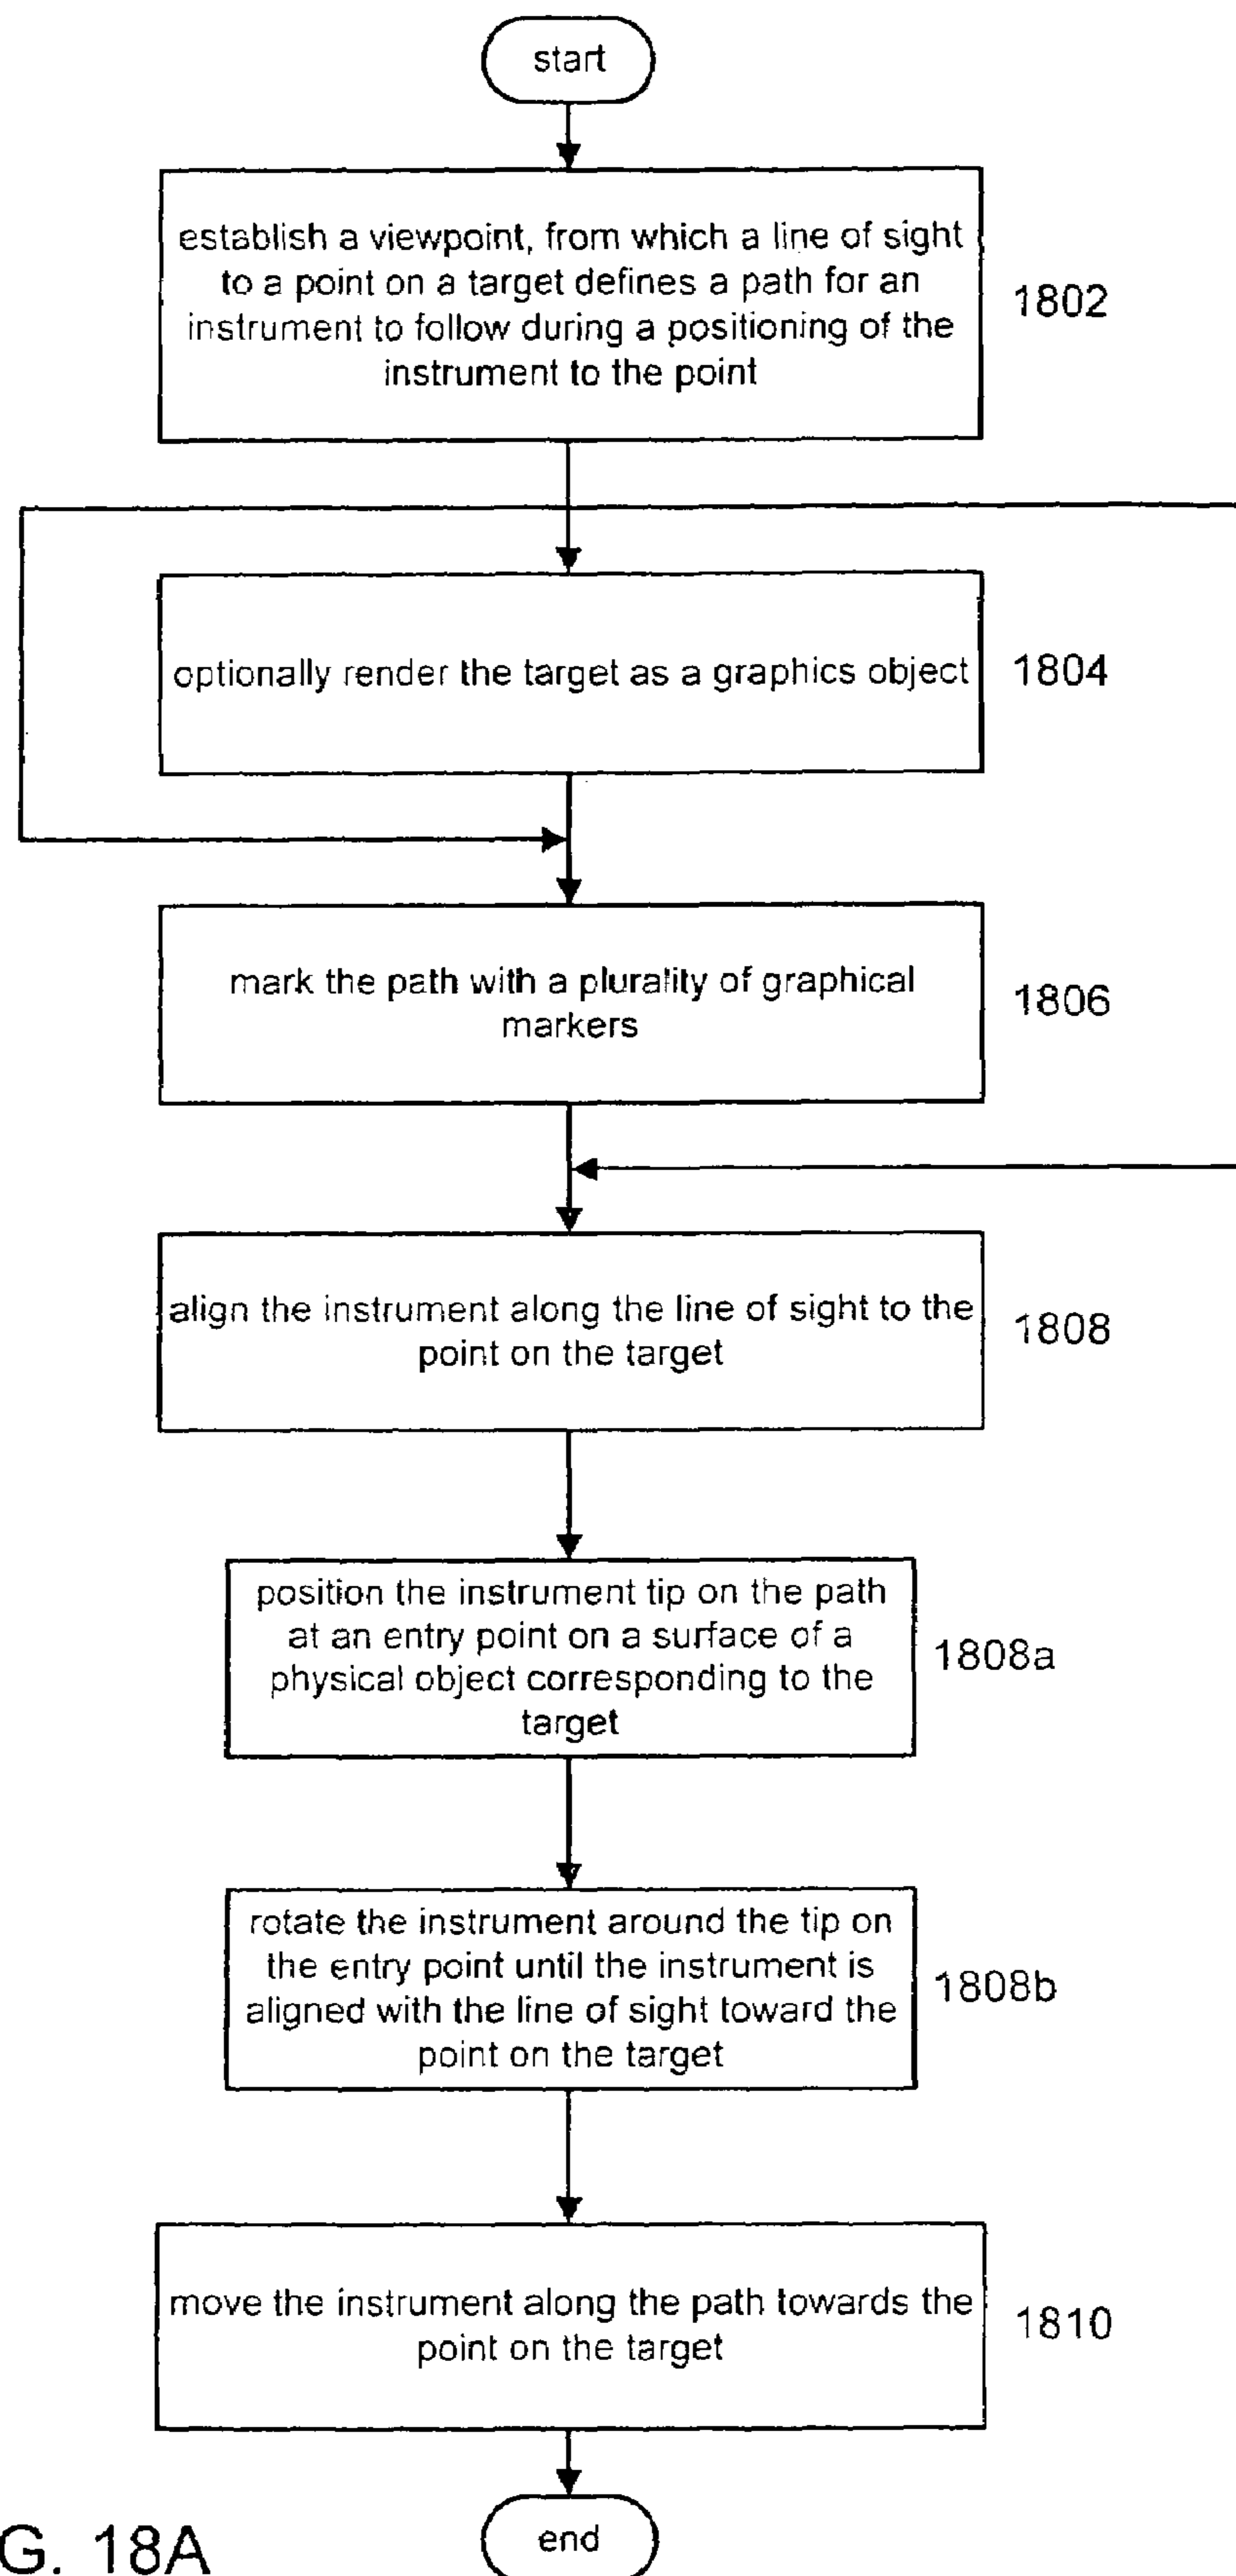 start
establish a viewpoint, from which a line of sight
to a point on a target defines a path for an
instrument to follow during a positioning of the
instrument to the point
1802
optionally render the target as a graphics object
1804
mark the path with a plurality of graphical
markers
1806
align the instrument along the line of sight to the
point on the target
1808
position the instrument tip on the path
at an entry point on a surface of a
physical object corresponding to the
target
1808a
rotate the instrument around the tip on
the entry point until the instrument is
aligned with the line of sight toward the
point on the target
1808b
move the instrument along the path towards the
point on the target
1810
end
G. 18A